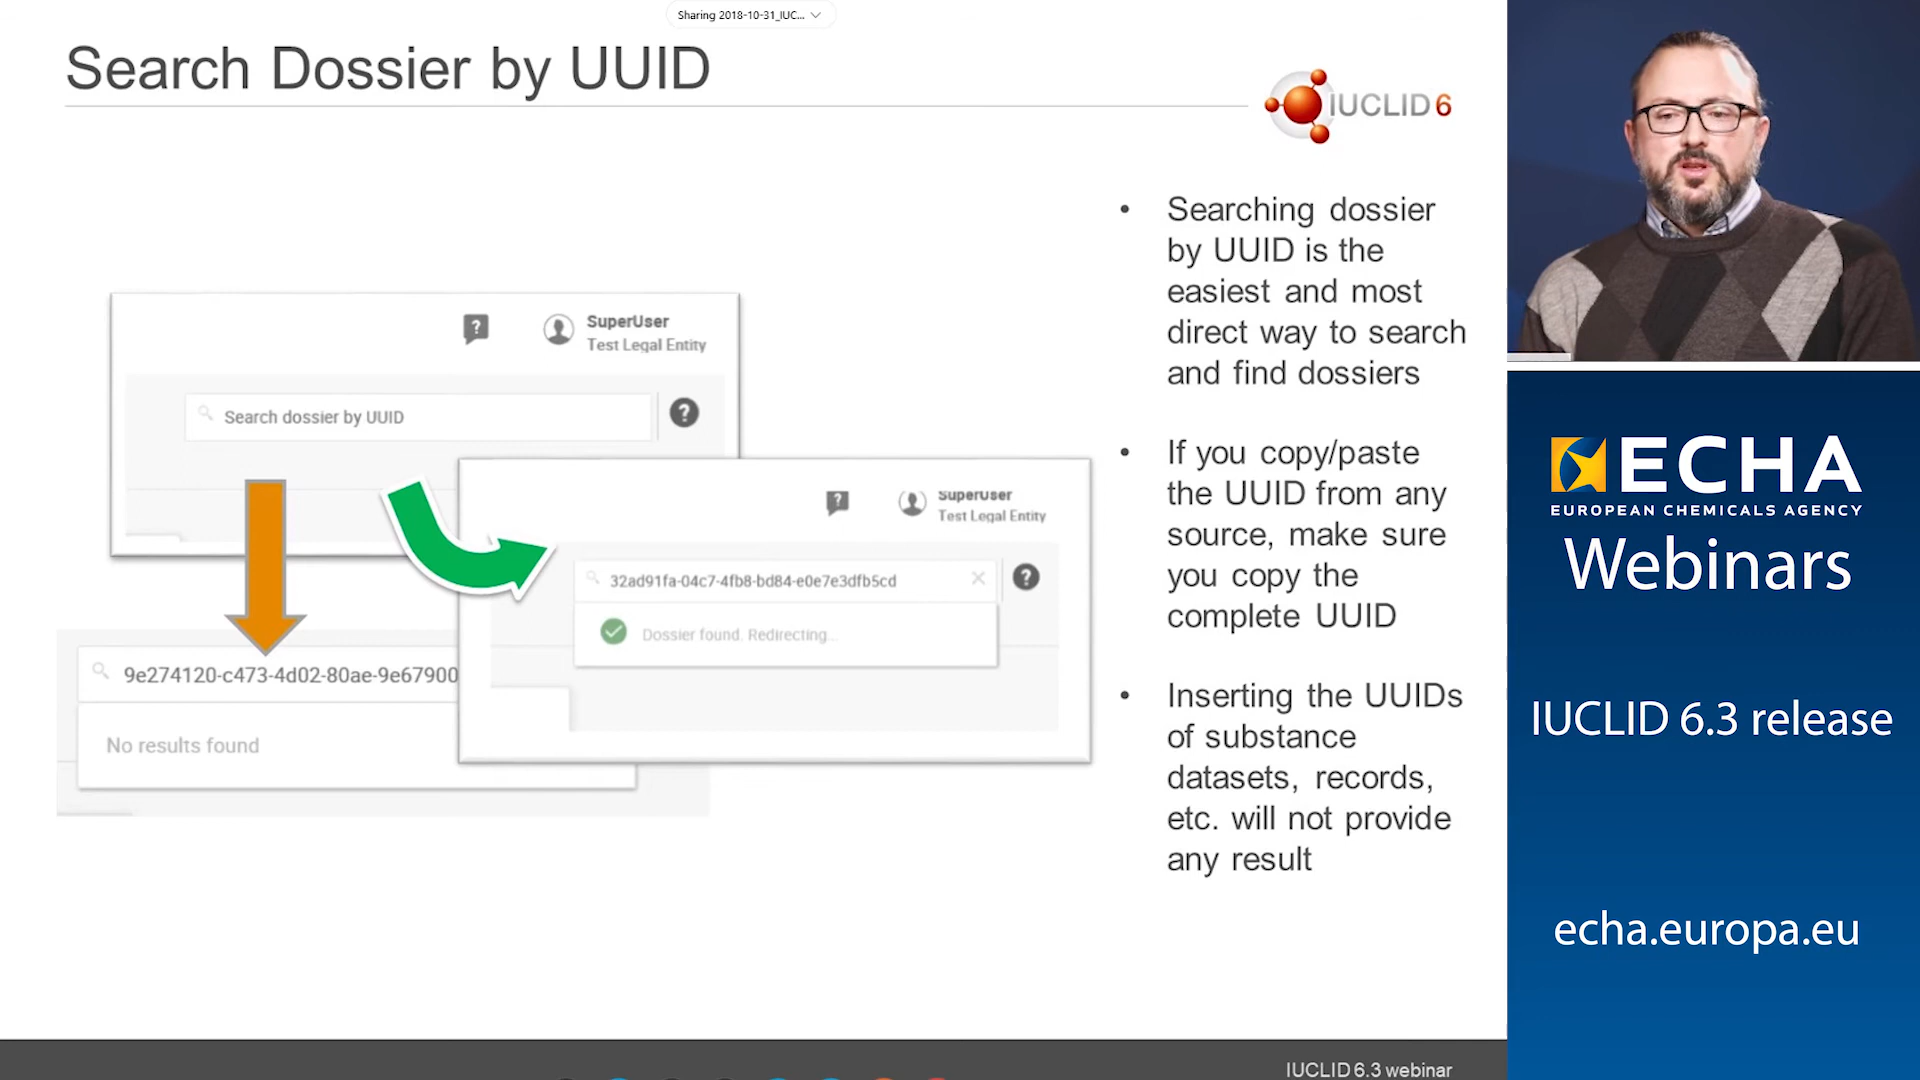 Sharing 2018-10-31_IUC...
Search Dossier by UUID
IUCLID 6
SuperUser
Test Legal Entity
Search dossier by UUID
SuperUser
Test Legal Entity
32ad91fa-04c7-4fb8-bd84-e0e7e3dfb5cd
Dossier found. Redirecting...
9e274120-c473-4d02-80ae-9e67900
No results found
• Searching dossier
by UUID is the
easiest and most
direct way to search
and find dossiers
• If you copy/paste
the UUID from any
source, make sure
you copy the
complete UUID
• Inserting the UUIDs
of substance
datasets, records,
etc. will not provide
any result
IUCLID 6.3 webinar
ECHA
EUROPEAN CHEMICALS AGENCY
Webinars
IUCLID 6.3 release
echa.europa.eu